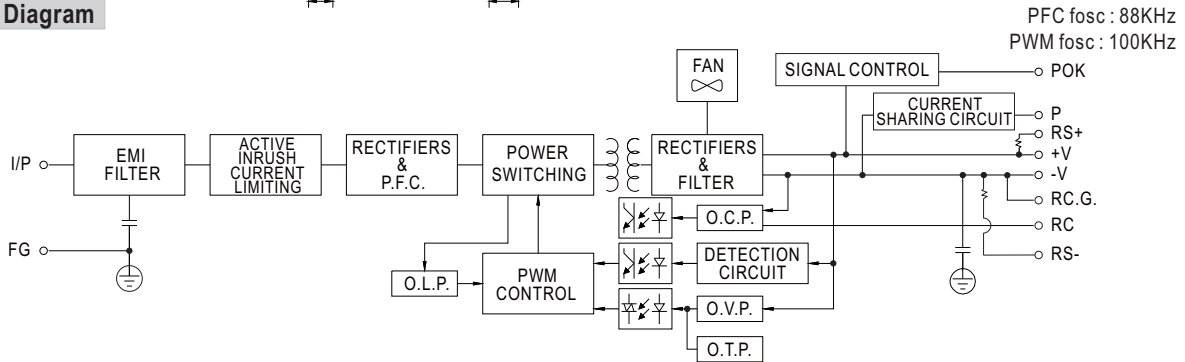 Diagram
PFC fosc : 88KHz
PWM fosc : 100KHz
FAN
SIGNAL CONTROL
POK
CURRENT
SHARING CIRCUIT
P
RS+
I/P
EMI
FILTER
ACTIVE
INRUSH
CURRENT
LIMITING
RECTIFIERS
&
P.F.C.
POWER
SWITCHING
RECTIFIERS
&
FILTER
+V
-V
RC.G.
O.C.P.
RC
FG
DETECTION
CIRCUIT
RS-
O.L.P.
PWM
CONTROL
O.V.P.
O.T.P.